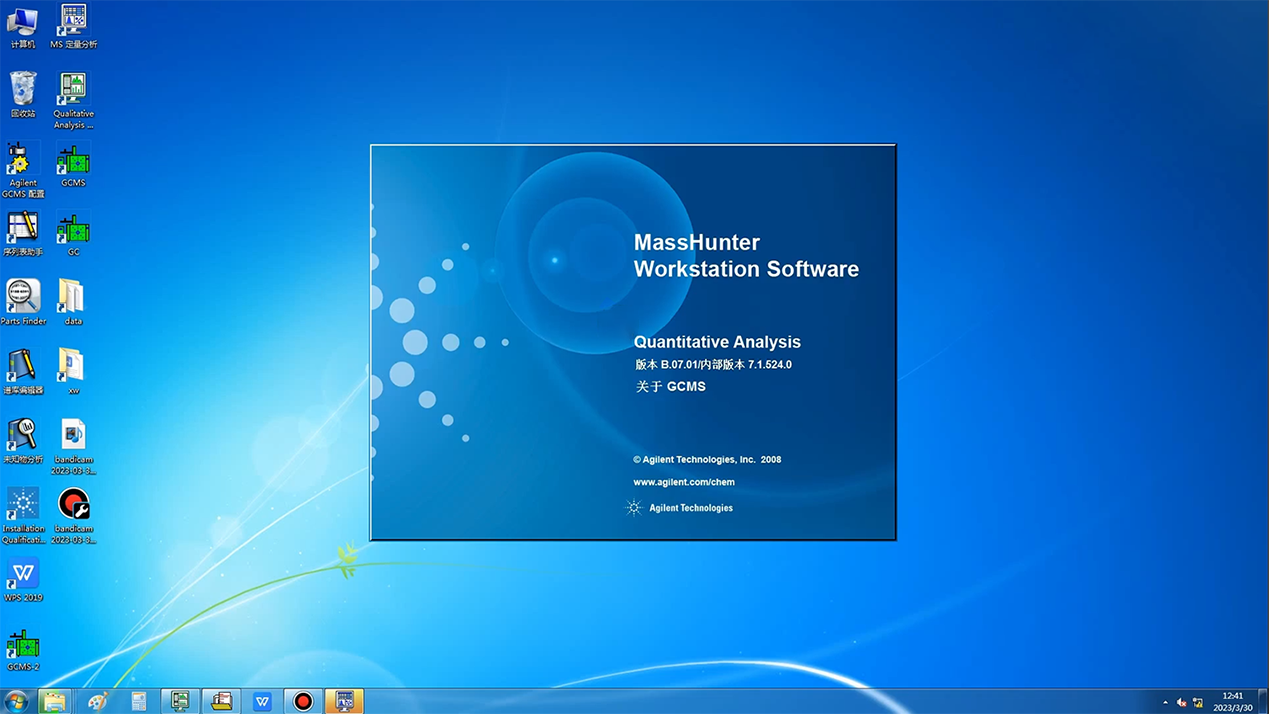 计算机
MS 定量分析
回收站
Qualitative
Analysis ...
Agilent
GCMS 配置
GCMS
序列表助手
GC
Parts Finder
data
谱库编辑器
xw
未知物分析
bandicam
2023-03-3...
Installation
Qualificati...
bandicam
2023-03-3...
WPS 2019
GCMS-2
MassHunter
Workstation Software
Quantitative Analysis
版本 B.07.01/内部版本 7.1.524.0
关于 GCMS
© Agilent Technologies, Inc. 2008
www.agilent.com/chem
Agilent Technologies
12:41
2023/3/30